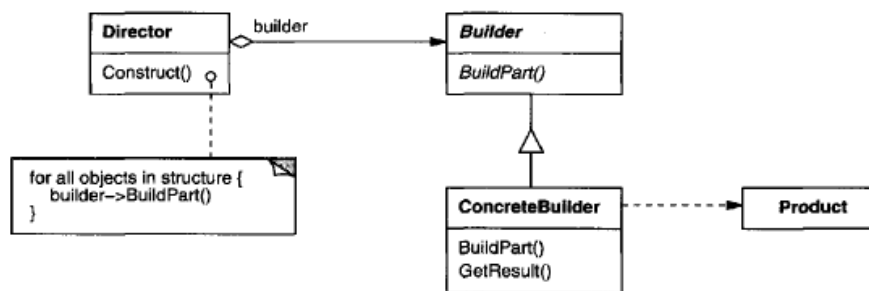 Director
Construct()
builder
Builder
BuildPart()
for all objects in structure {
builder->BuildPart()
}
ConcreteBuilder
BuildPart()
GetResult()
Product